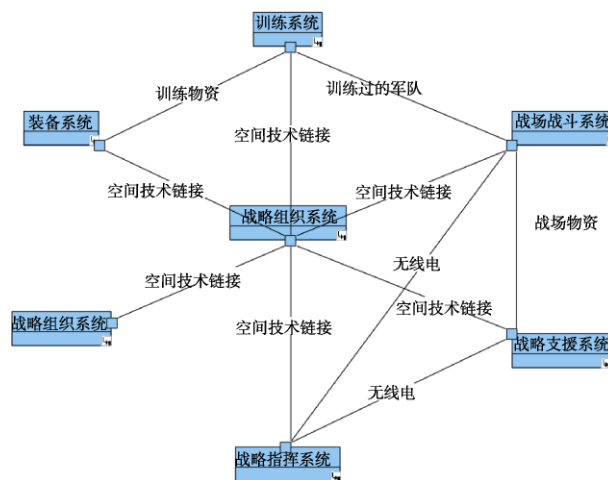 训练系统
训练物资
训练过的军队
装备系统
战场战斗系统
空间技术链接
空间技术链接
空间技术链接
战略组织系统
战场物资
无线电
空间技术链接
空间技术链接
战略组织系统
空间技术链接
战略支援系统
无线电
战略指挥系统